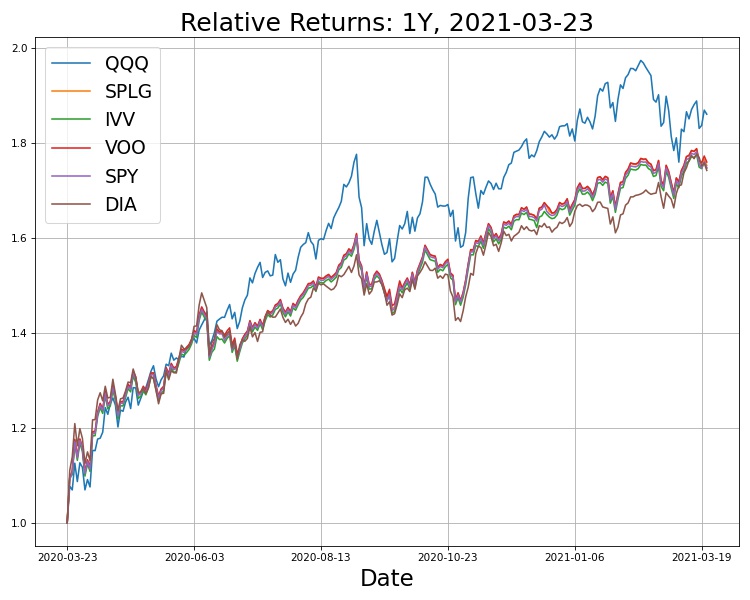 Relative Returns: 1Y, 2021-03-23
2.0
1.8
1.6
1.4
1.2
1.0
QQQ
SPLG
IVV
VOO
SPY
DIA
2020-03-23 2020-06-03 2020-08-13 2020-10-23 2021-01-06 2021-03-19
Date